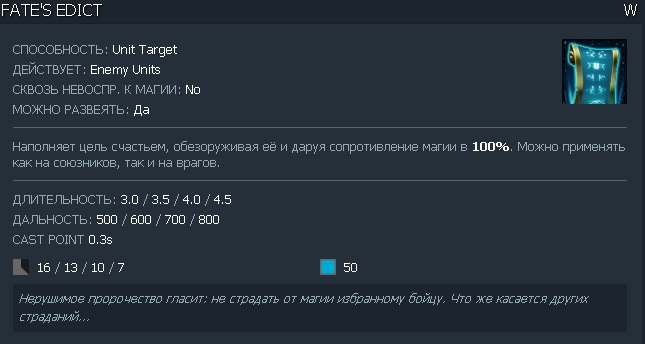 FATE'S EDICT W
СПОСОБНОСТЬ: Unit Target
ДЕЙСТВУЕТ: Enemy Units
СКВОЗЬ НЕВОСПР. К МАГИИ: No
МОЖНО РАЗВЕЯТЬ: Да
Наполняет цель счастьем, обезоруживая её и даруя сопротивление магии в 100%. Можно применять
как на союзников, так и на врагов.
ДЛИТЕЛЬНОСТЬ: 3.0 / 3.5 / 4.0 / 4.5
ДАЛЬНОСТЬ: 500 / 600 / 700 / 800
CAST POINT 0.3s
16 / 13 / 10 / 7 50
Нерушимое пророчество гласит: не страдать от магии избранному бойцу. Что же касается других
страданий...